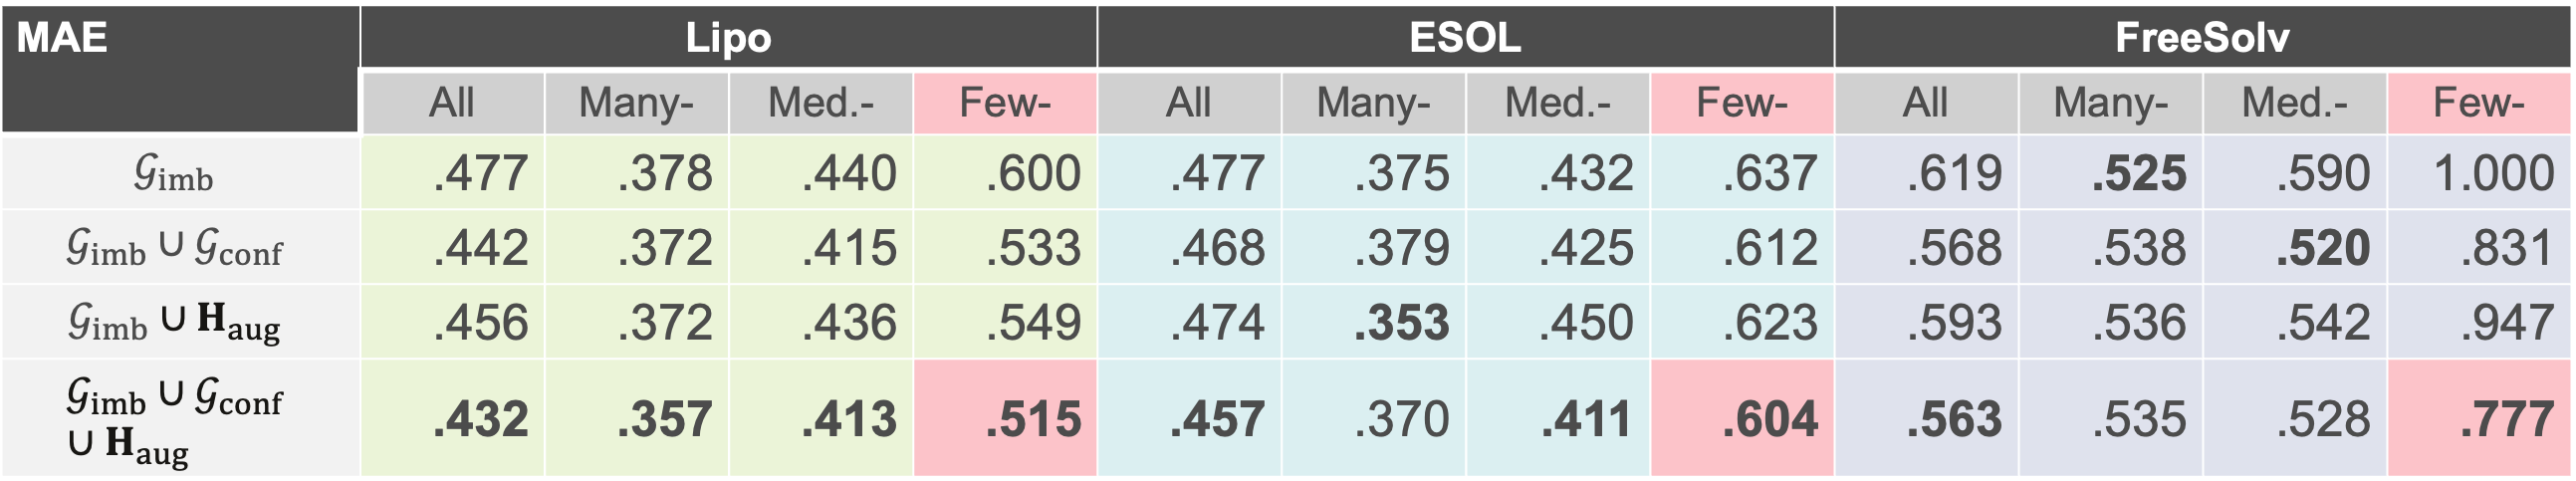 MAE Lipo ESOL FreeSolv
All Many- Med.- Few- All Many- Med.- Few- All Many- Med.- Few-
𝒢imb .477 .378 .440 .600 .477 .375 .432 .637 .619 .525 .590 1.000
𝒢imb ∪ 𝒢conf .442 .372 .415 .533 .468 .379 .425 .612 .568 .538 .520 .831
𝒢imb ∪ Haug .456 .372 .436 .549 .474 .353 .450 .623 .593 .536 .542 .947
𝒢imb ∪ 𝒢conf
∪ Haug .432 .357 .413 .515 .457 .370 .411 .604 .563 .535 .528 .777